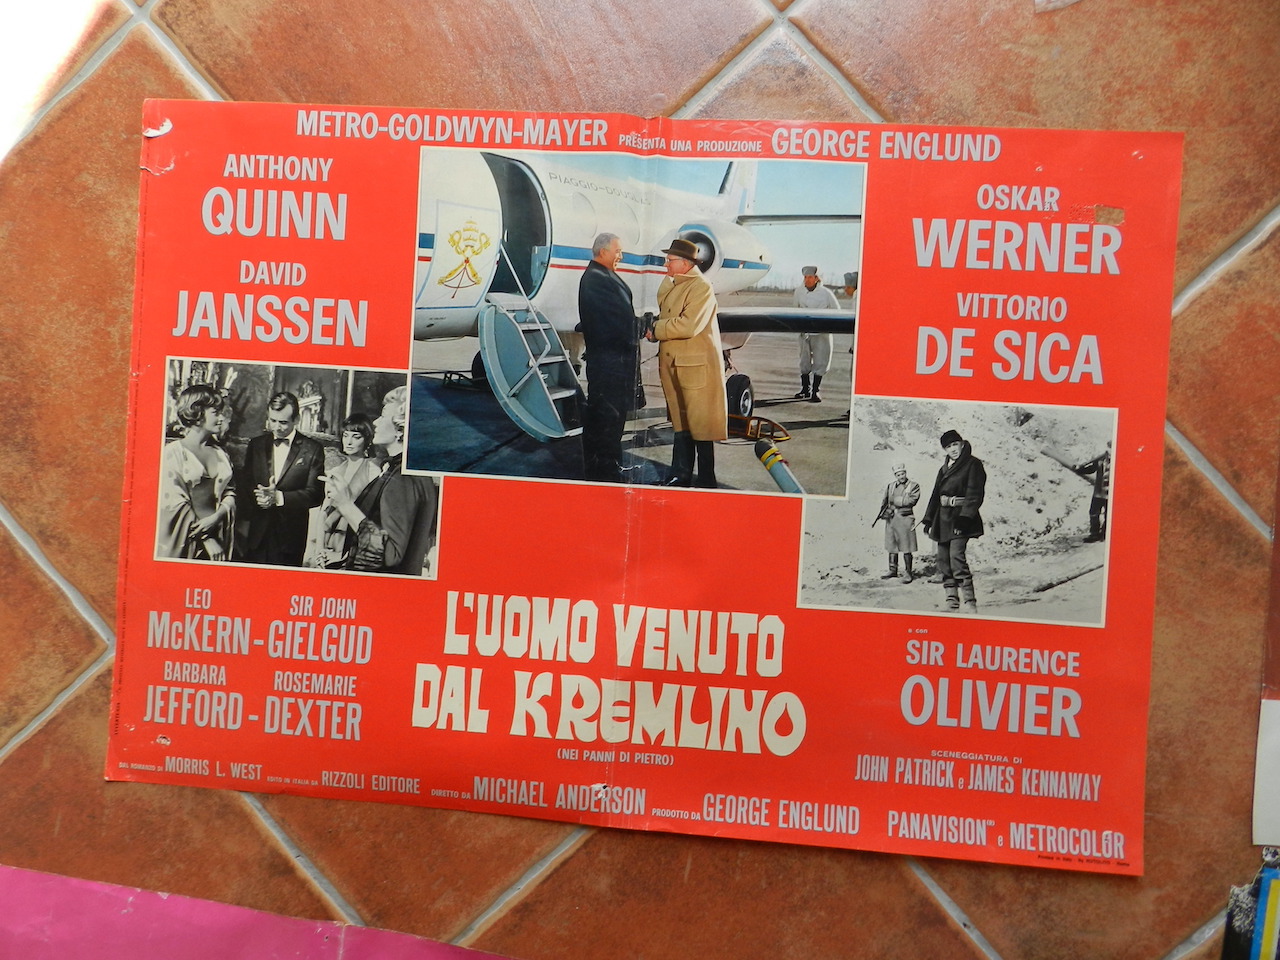 METRO-GOLDWYN-MAYER PRESENTA UNA PRODUZIONE GEORGE ENGLUND
ANTHONY
QUINN
DAVID
JANSSEN
PIAGGIO-DOUGLAS
OSKAR
WERNER
VITTORIO
DE SICA
LEO
McKERN-
SIR JOHN
GIELGUD
BARBARA
JEFFORD-
ROSEMARIE
DEXTER
L'UOMO VENUTO
DAL KREMLINO
(NEI PANNI DI PIETRO)
e con
SIR LAURENCE
OLIVIER
SCENEGGIATURA DI
JOHN PATRICK e JAMES KENNAWAY
DAL ROMANZO DI MORRIS L. WEST EDITO IN ITALIA DA RIZZOLI EDITORE DIRETTO DA MICHAEL ANDERSON PRODOTTO DA GEORGE ENGLUND PANAVISION e METROCOLOR